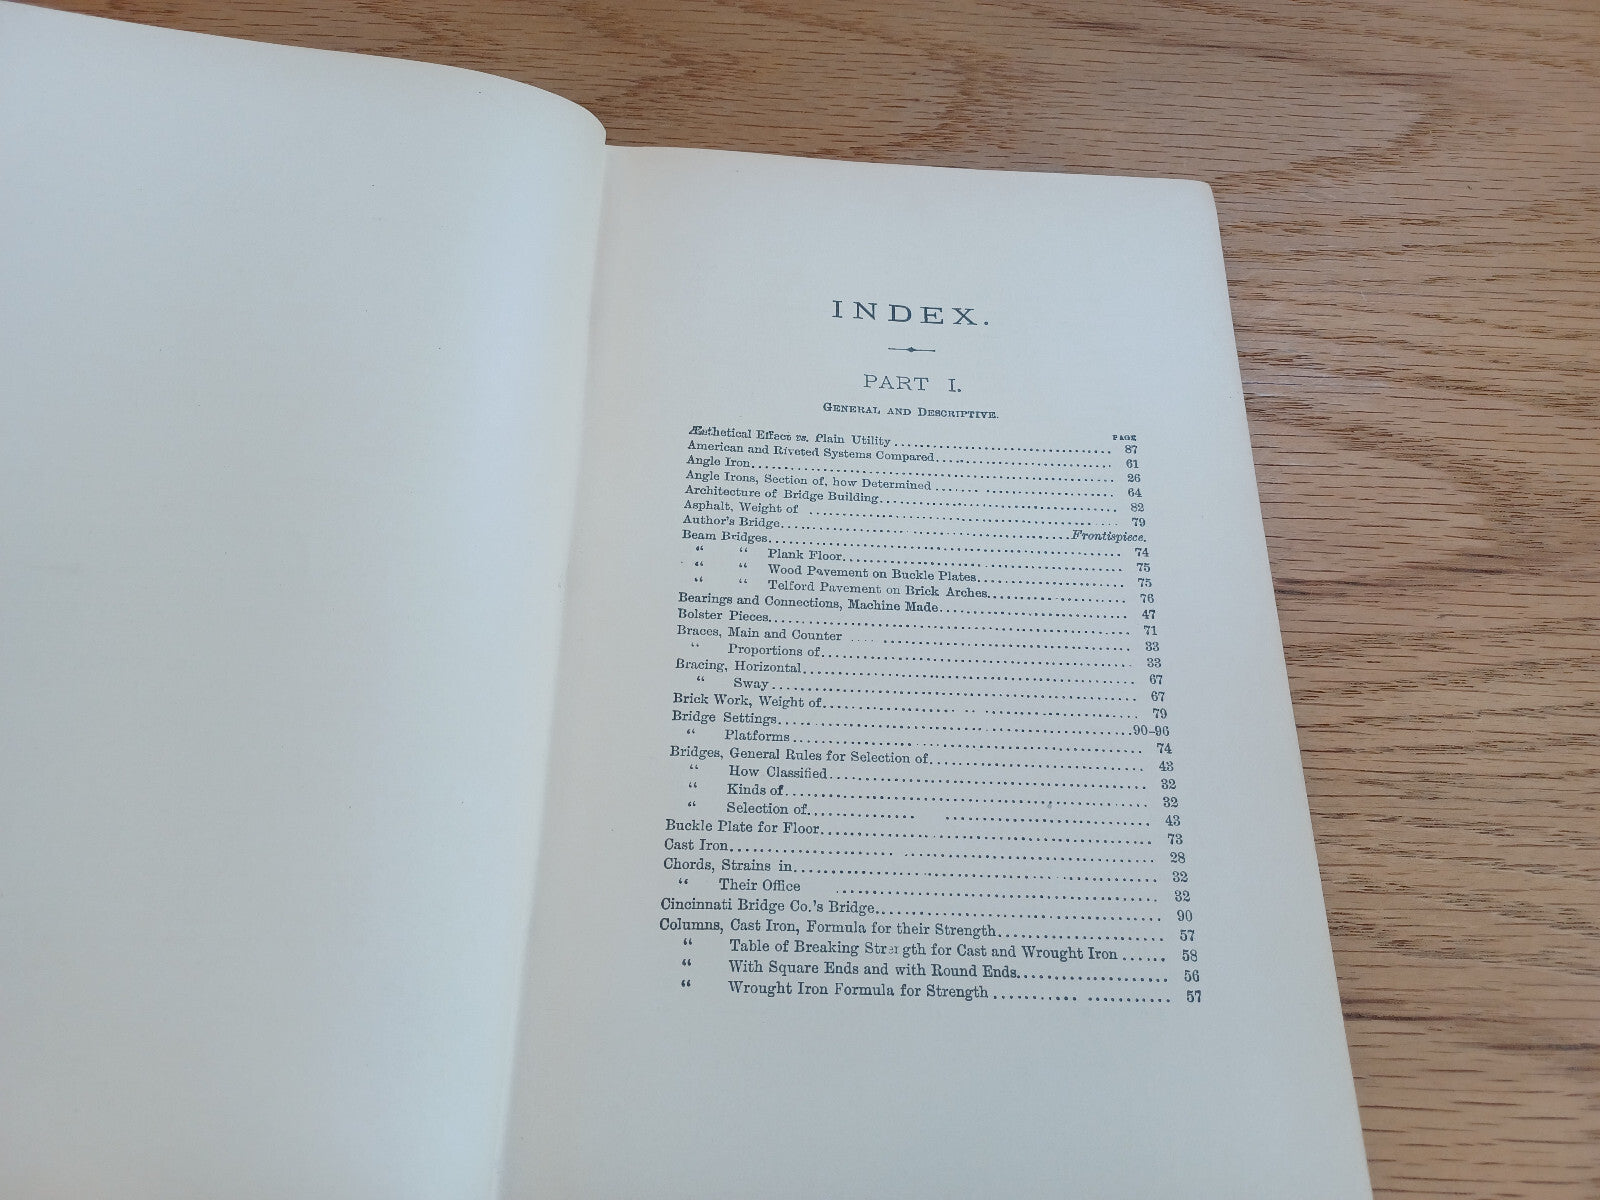 INDEX.
PART I.
GENERAL AND DESCRIPTIVE.
PAGE
Æsthetical Effect vs. Plain Utility 87
American and Riveted Systems Compared 61
Angle Iron 26
Angle Irons, Section of, how Determined 64
Architecture of Bridge Building 82
Asphalt, Weight of 79
Author's Bridge Frontispiece.
Beam Bridges 74
“ “ Plank Floor 75
“ “ Wood Pavement on Buckle Plates 75
“ “ Telford Pavement on Brick Arches 76
Bearings and Connections, Machine Made 47
Bolster Pieces 71
Braces, Main and Counter 33
“ Proportions of 33
Bracing, Horizontal 67
“ Sway 67
Brick Work, Weight of 79
Bridge Settings 90-96
“ Platforms 74
Bridges, General Rules for Selection of 43
“ How Classified 32
“ Kinds of 32
“ Selection of 43
Buckle Plate for Floor 73
Cast Iron 28
Chords, Strains in 32
“ Their Office 32
Cincinnati Bridge Co.'s Bridge 90
Columns, Cast Iron, Formula for their Strength 57
“ Table of Breaking Strength for Cast and Wrought Iron 58
“ With Square Ends and with Round Ends 56
“ Wrought Iron Formula for Strength 57